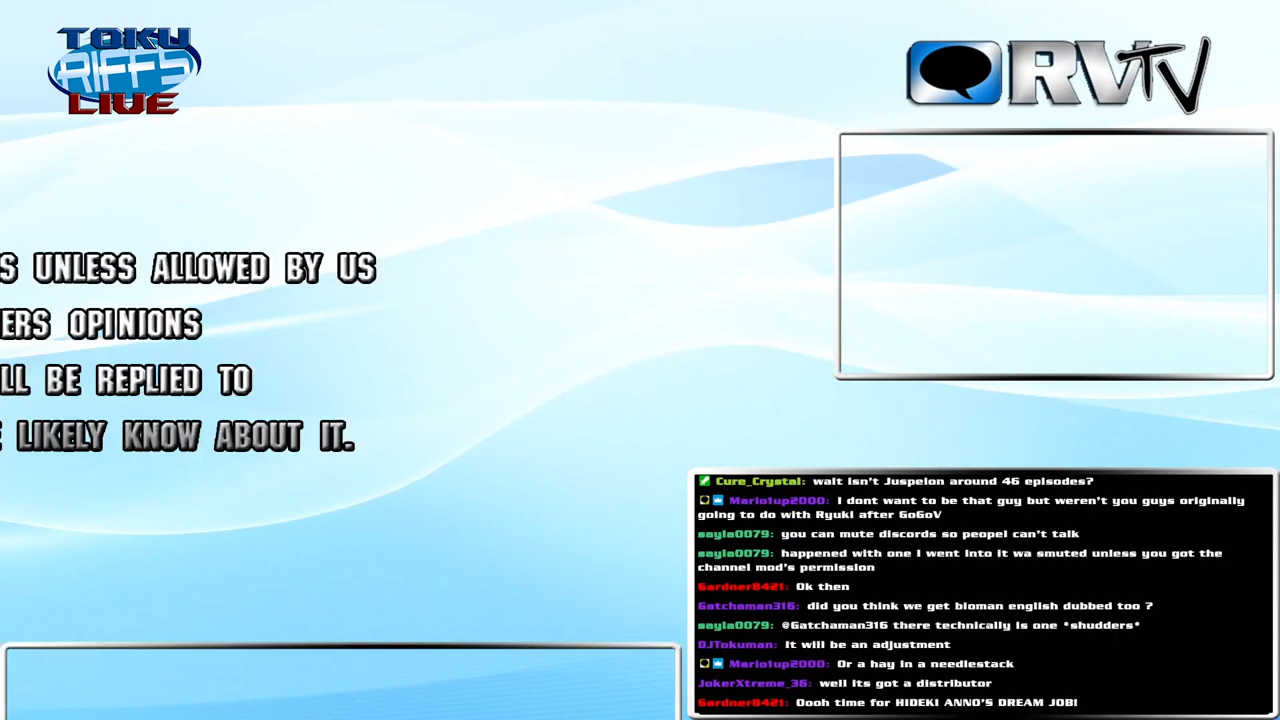 TOKU
RIFFS
LIVE
RVTV
S UNLESS ALLOWED BY US
ERS OPINIONS
LL BE REPLIED TO
E LIKELY KNOW ABOUT IT.
Cure_Crystal: wait isn't Juspeion around 46 episodes?
Mario1up2000: I dont want to be that guy but weren't you guys originally
going to do with Ryuki after GoGoV
sayla0079: you can mute discords so peopel can't talk
sayla0079: happened with one I went into it wa smuted unless you got the
channel mod's permission
Gardner8421: Ok then
Gatchaman316: did you think we get bioman english dubbed too ?
sayla0079: @Gatchaman316 there technically is one *shudders*
DJTokuman: It will be an adjustment
Mario1up2000: Or a hay in a needlestack
JokerXtreme_36: well its got a distributor
Gardner8421: Oooh time for HIDEKI ANNO'S DREAM JOB!